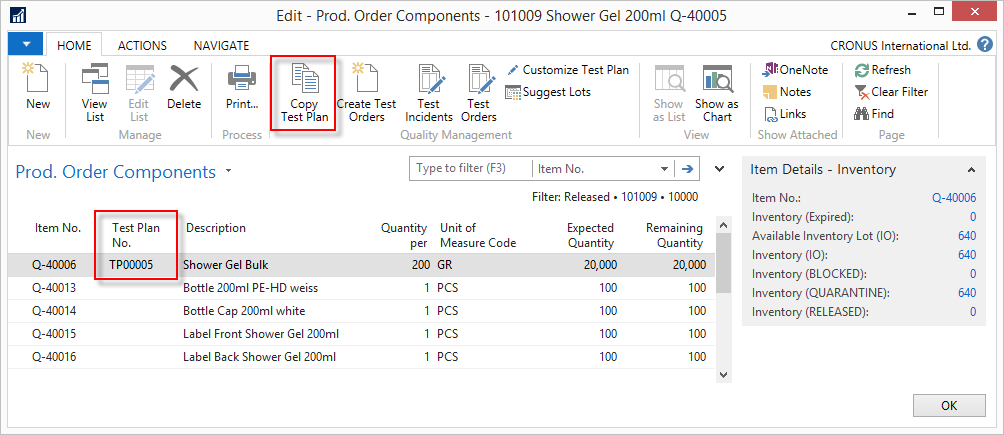 Edit - Prod. Order Components - 101009 Shower Gel 200ml Q-40005
HOME ACTIONS NAVIGATE CRONUS International Ltd.
New
View List
Edit List
Delete
Print...
Copy Test Plan
Create Test Orders
Test Incidents
Test Orders
Customize Test Plan
Suggest Lots
Show as List
Show as Chart
OneNote
Notes
Links
Refresh
Clear Filter
Find
New Manage Process Quality Management View Show Attached Page
Prod. Order Components
Type to filter (F3) Item No.
Filter: Released • 101009 • 10000
Item No. Test Plan No. Description Quantity per Unit of Measure Code Expected Quantity Remaining Quantity
Q-40006 TP00005 Shower Gel Bulk 200 GR 20,000 20,000
Q-40013 Bottle 200ml PE-HD weiss 1 PCS 100 100
Q-40014 Bottle Cap 200ml white 1 PCS 100 100
Q-40015 Label Front Shower Gel 200ml 1 PCS 100 100
Q-40016 Label Back Shower Gel 200ml 1 PCS 100 100
Item Details - Inventory
Item No.: Q-40006
Inventory (Expired): 0
Available Inventory Lot (IO): 640
Inventory (IO): 640
Inventory (BLOCKED): 0
Inventory (QUARANTINE): 640
Inventory (RELEASED): 0
OK